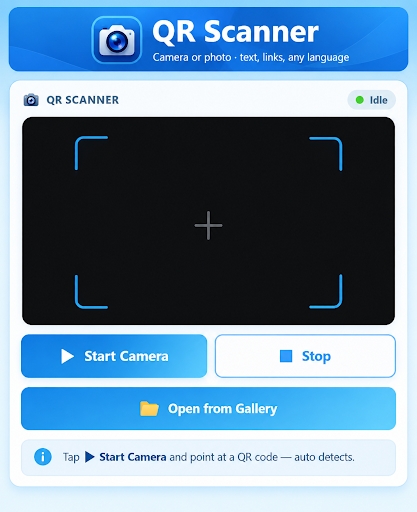 QR Scanner
Camera or photo · text, links, any language
QR SCANNER
Idle
Start Camera
Stop
Open from Gallery
Tap ▶ Start Camera and point at a QR code — auto detects.